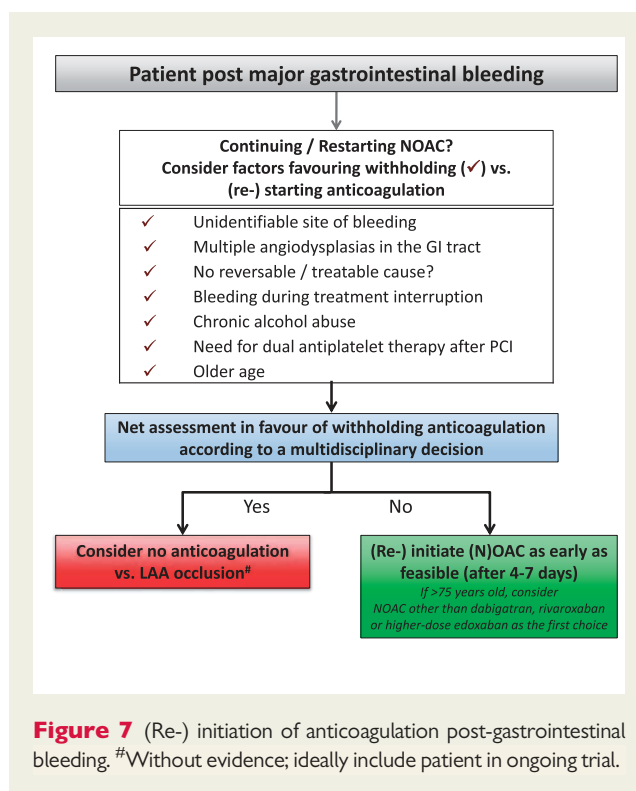 Patient post major gastrointestinal bleeding
Continuing / Restarting NOAC?
Consider factors favouring withholding (✓) vs.
(re-) starting anticoagulation
✓ Unidentifiable site of bleeding
✓ Multiple angiodysplasias in the GI tract
✓ No reversable / treatable cause?
✓ Bleeding during treatment interruption
✓ Chronic alcohol abuse
✓ Need for dual antiplatelet therapy after PCI
✓ Older age
Net assessment in favour of withholding anticoagulation
according to a multidisciplinary decision
Yes
No
Consider no anticoagulation
vs. LAA occlusion#
(Re-) initiate (N)OAC as early as
feasible (after 4-7 days)
If >75 years old, consider
NOAC other than dabigatran, rivaroxaban
or higher-dose edoxaban as the first choice
Figure 7 (Re-) initiation of anticoagulation post-gastrointestinal
bleeding. #Without evidence; ideally include patient in ongoing trial.